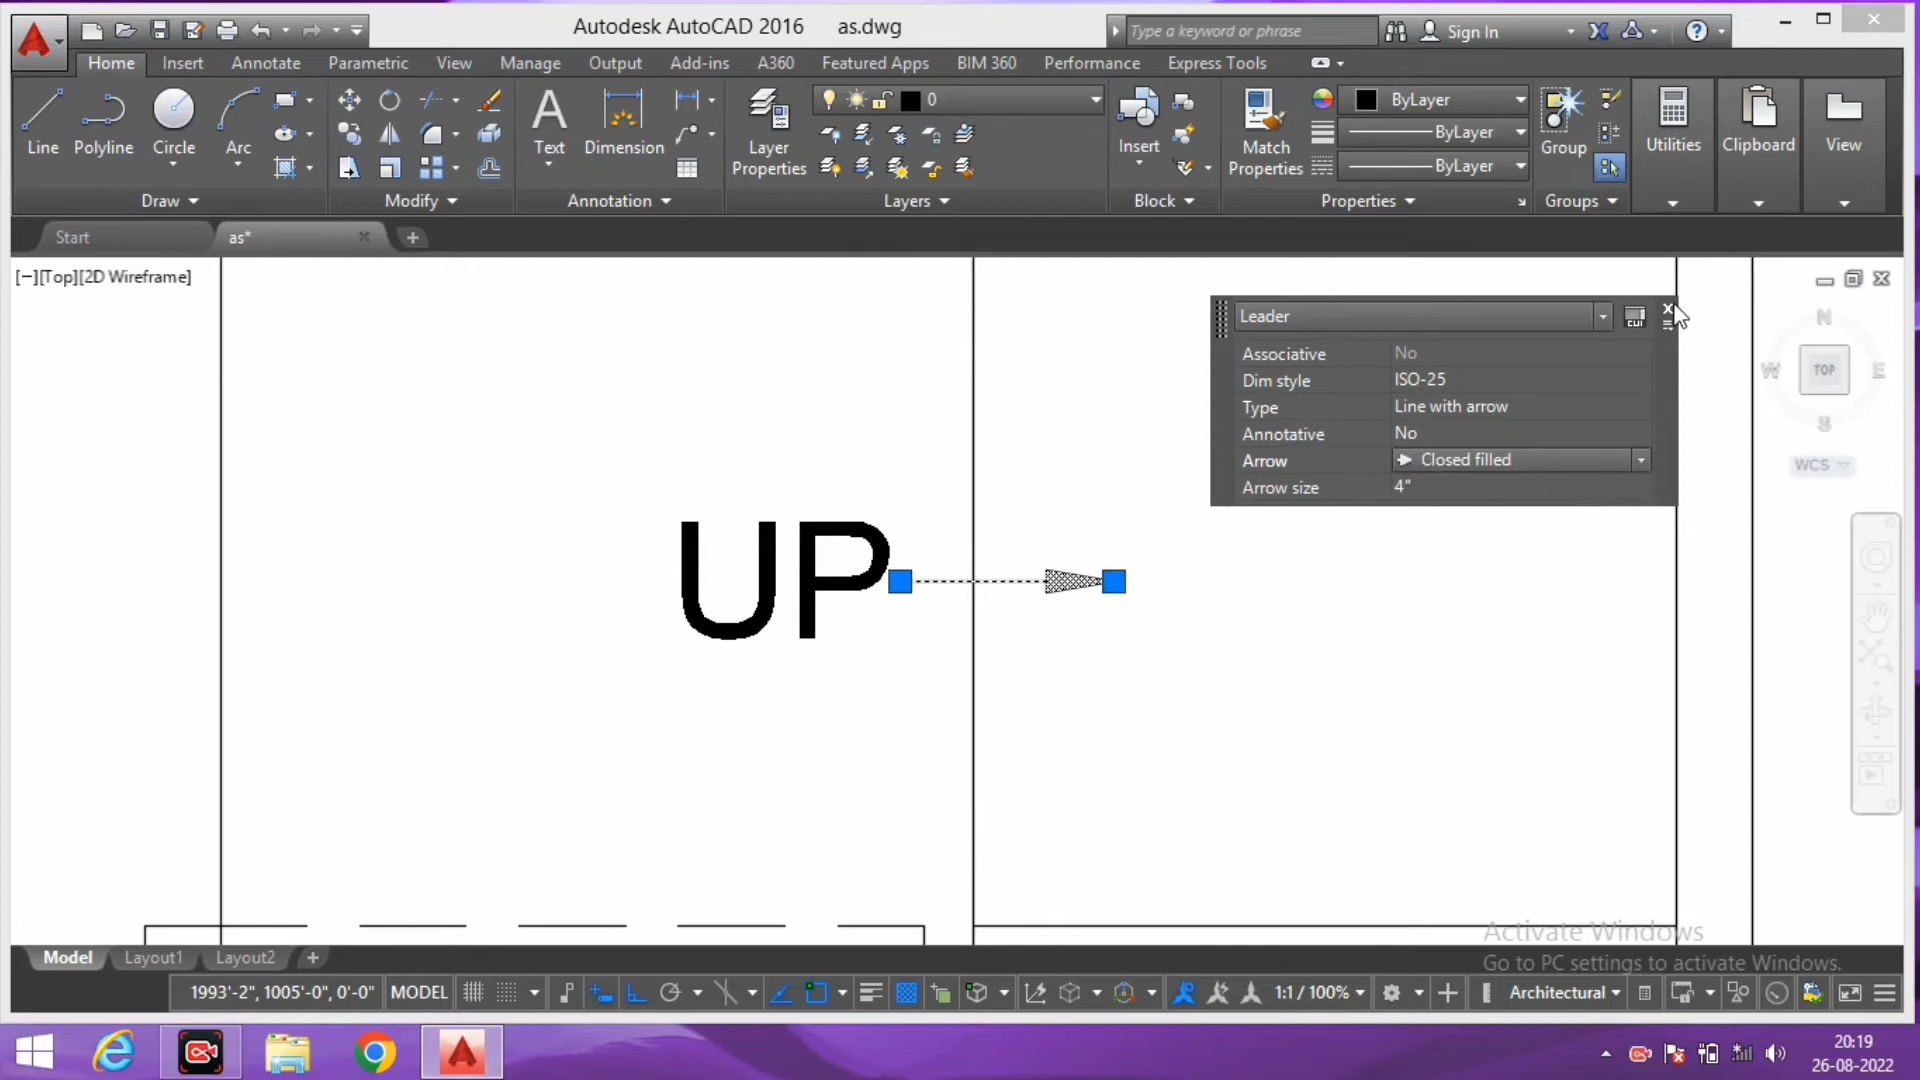 Autodesk AutoCAD 2016 as.dwg
Type a keyword or phrase
Sign In
Home Insert Annotate Parametric View Manage Output Add-ins A360 Featured Apps BIM 360 Performance Express Tools
Line Polyline Circle Arc
Text Dimension
Layer Properties
0
Insert
Match Properties
ByLayer
ByLayer
ByLayer
Group
Utilities
Clipboard
View
Draw
Modify
Annotation
Layers
Block
Properties
Groups
Start
as*
[−][Top][2D Wireframe]
Leader
CUI
Associative No
Dim style ISO-25
Type Line with arrow
Annotative No
Arrow Closed filled
Arrow size 4"
N
W TOP E
S
WCS
UP
Activate Windows
Go to PC settings to activate Windows.
Model Layout1 Layout2
1993'-2", 1005'-0", 0'-0" MODEL
1:1 / 100%
Architectural
20:19
26-08-2022